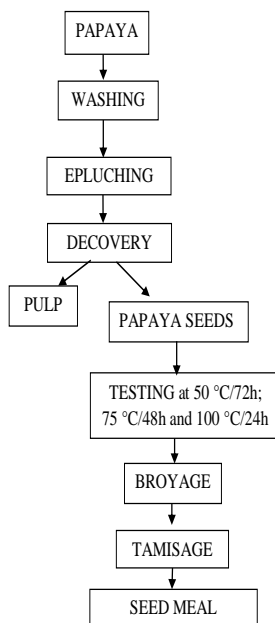 PAPAYA
WASHING
EPLUCHING
DECOVERY
PULP
PAPAYA SEEDS
TESTING at 50 °C/72h;
75 °C/48h and 100 °C/24h
BROYAGE
TAMISAGE
SEED MEAL